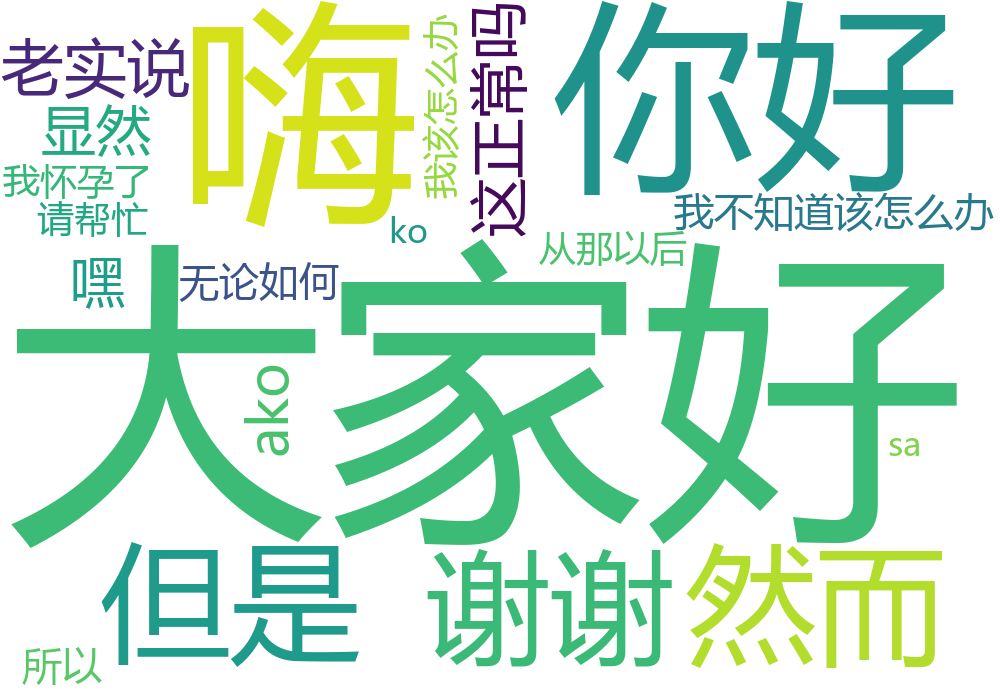 老实说
嗨
我该怎么办
这正常吗
你好
显然
我怀孕了
请帮忙
ko
我不知道该怎么办
从那以后
嘿
无论如何
大家好
ako
sa
但是
谢谢
然而
所以